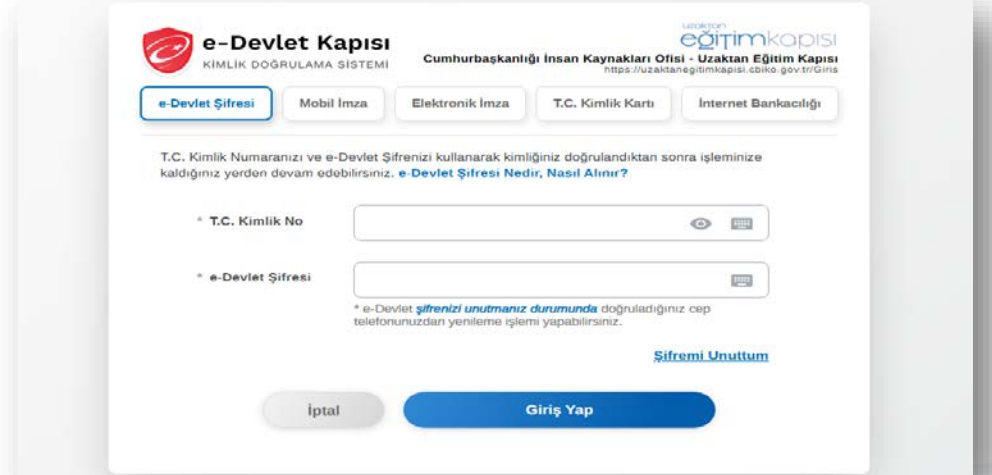 e-Devlet Kapısı
KİMLİK DOĞRULAMA SİSTEMİ
uzaktan
eğitimkapısı
Cumhurbaşkanlığı İnsan Kaynakları Ofisi - Uzaktan Eğitim Kapısı
https://uzaktanegitimkapisi.cbiko.gov.tr/Giris
e-Devlet Şifresi
Mobil İmza
Elektronik İmza
T.C. Kimlik Kartı
İnternet Bankacılığı
T.C. Kimlik Numaranızı ve e-Devlet Şifrenizi kullanarak kimliğiniz doğrulandıktan sonra işleminize
kaldığınız yerden devam edebilirsiniz. e-Devlet Şifresi Nedir, Nasıl Alınır?
* T.C. Kimlik No
* e-Devlet Şifresi
* e-Devlet şifrenizi unutmanız durumunda doğruladığınız cep
telefonunuzdan yenileme işlemi yapabilirsiniz.
Şifremi Unuttum
İptal
Giriş Yap